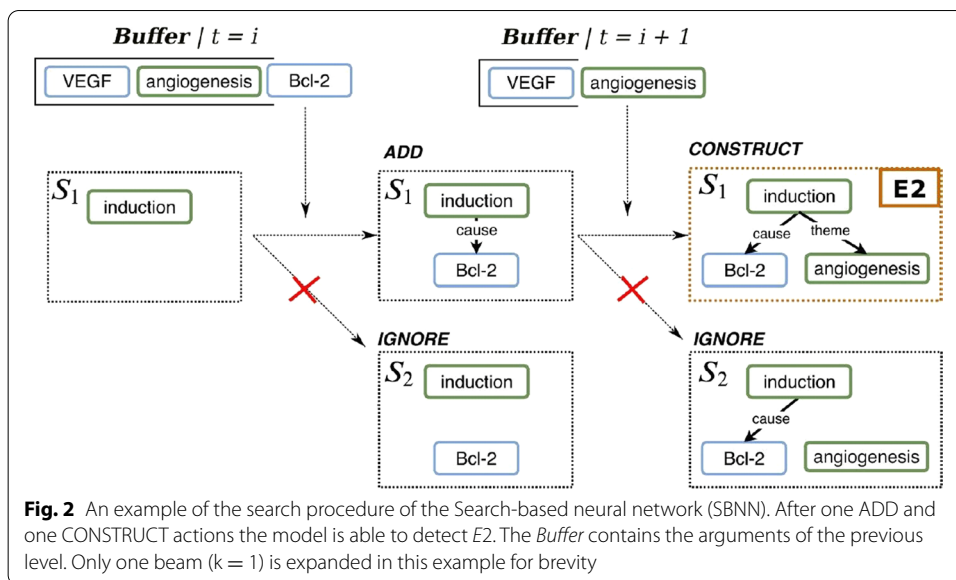 Buffer | t = i
Buffer | t = i + 1
VEGF angiogenesis Bcl-2
VEGF angiogenesis
ADD
CONSTRUCT
S1 induction
S1 induction cause Bcl-2
S1 induction E2 cause theme Bcl-2 angiogenesis
IGNORE
IGNORE
S2 induction Bcl-2
S2 induction cause Bcl-2 angiogenesis
Fig. 2 An example of the search procedure of the Search-based neural network (SBNN). After one ADD and
one CONSTRUCT actions the model is able to detect E2. The Buffer contains the arguments of the previous
level. Only one beam (k = 1) is expanded in this example for brevity